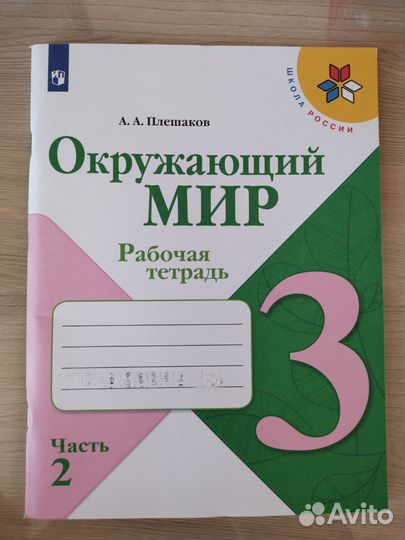 ШКОЛА РОССИИ
А. А. Плешаков
Окружающий
МИР
Рабочая
тетрадь
3
Часть
2
Avito